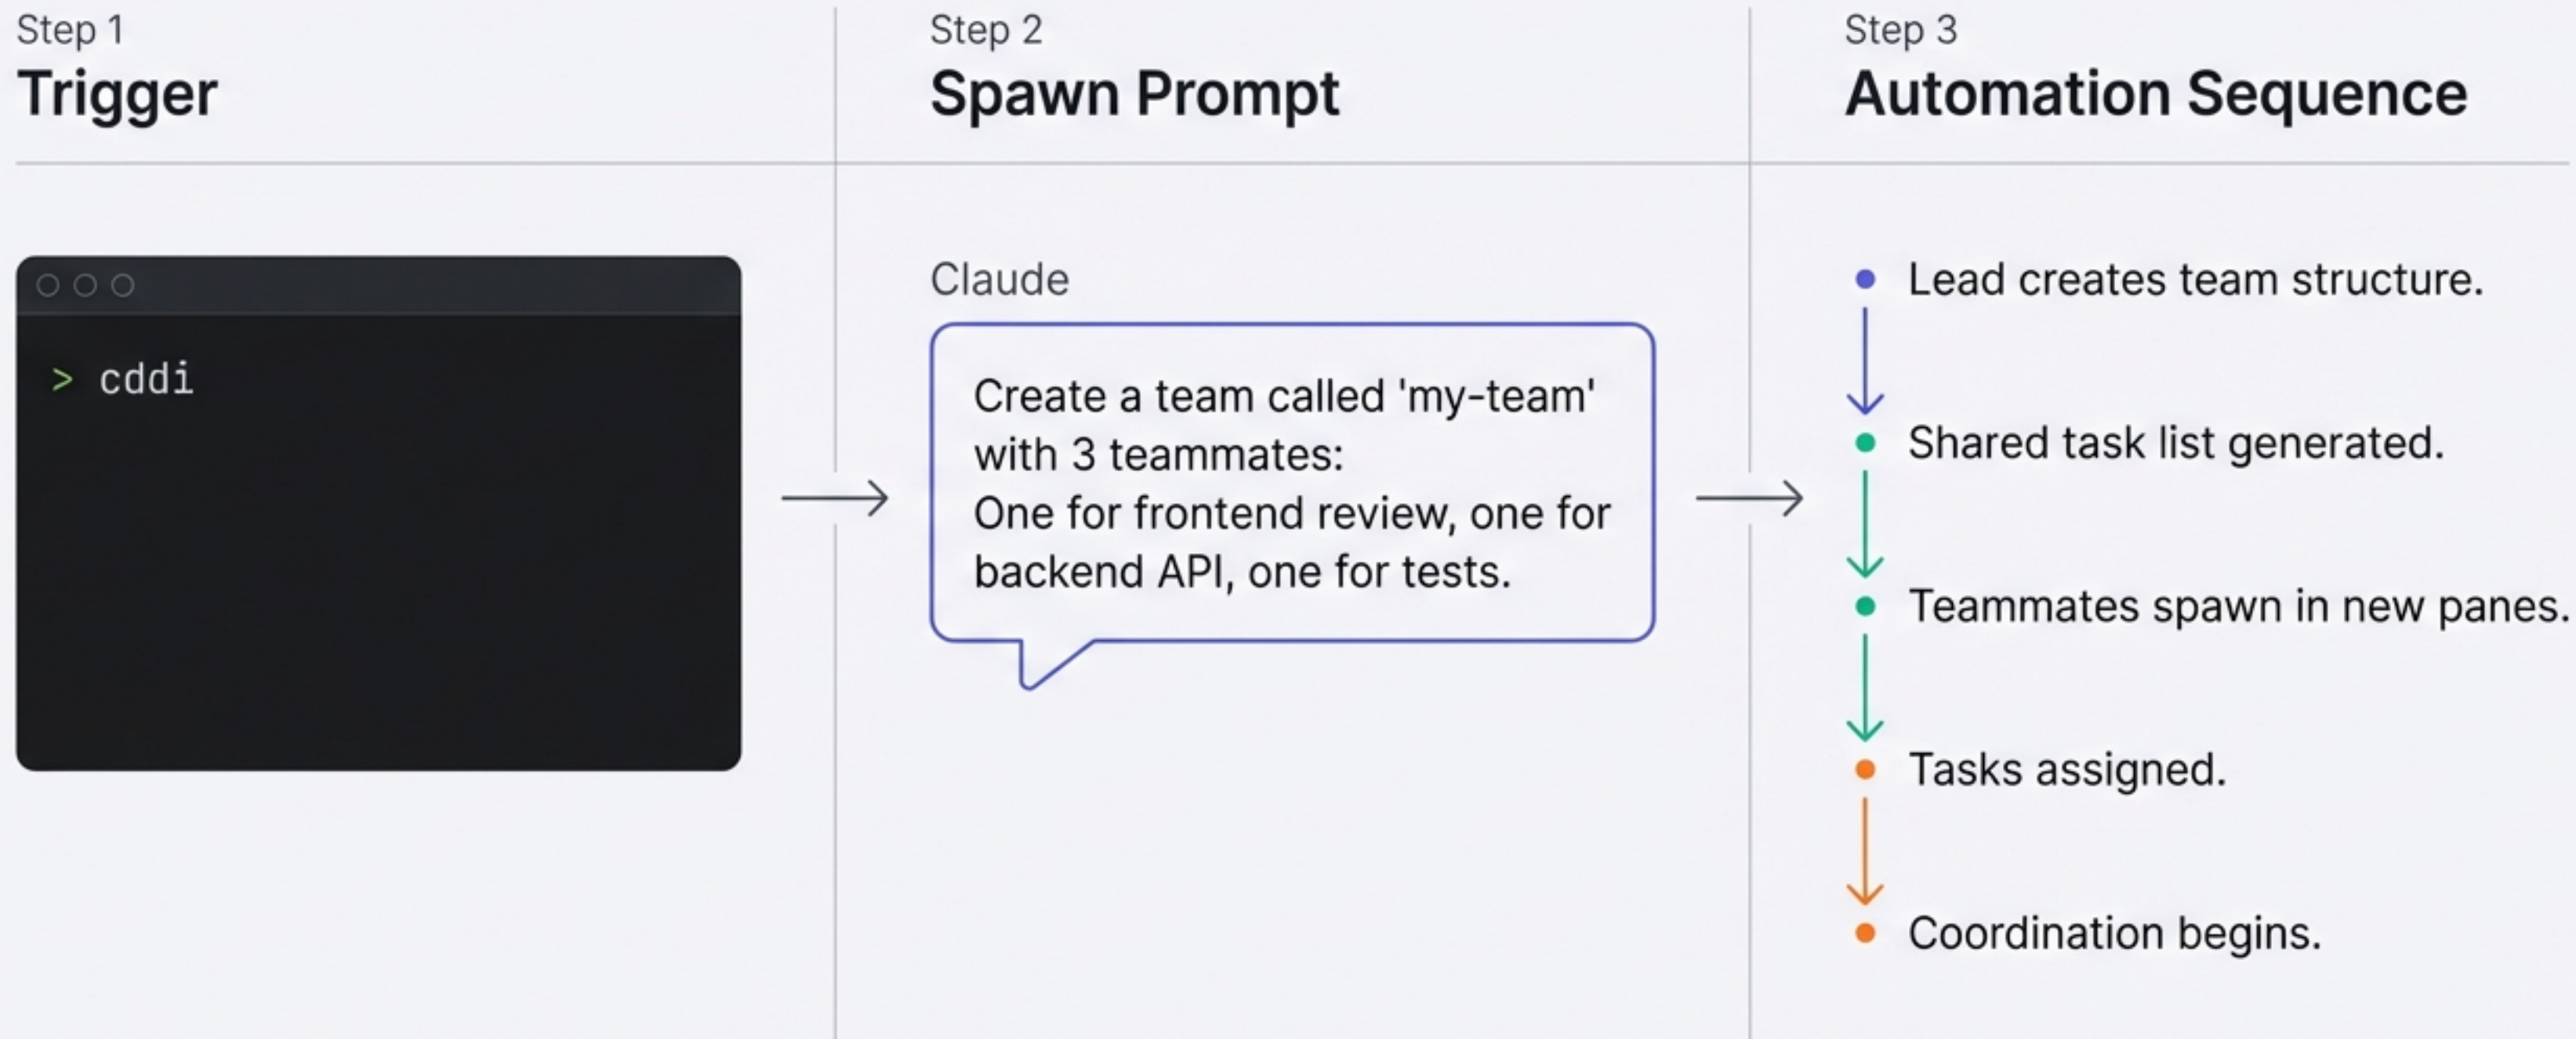 Step 1
Trigger
> cddi
Step 2
Spawn Prompt
Claude
Create a team called 'my-team'
with 3 teammates:
One for frontend review, one for
backend API, one for tests.
Step 3
Automation Sequence
Lead creates team structure.
Shared task list generated.
Teammates spawn in new panes.
Tasks assigned.
Coordination begins.